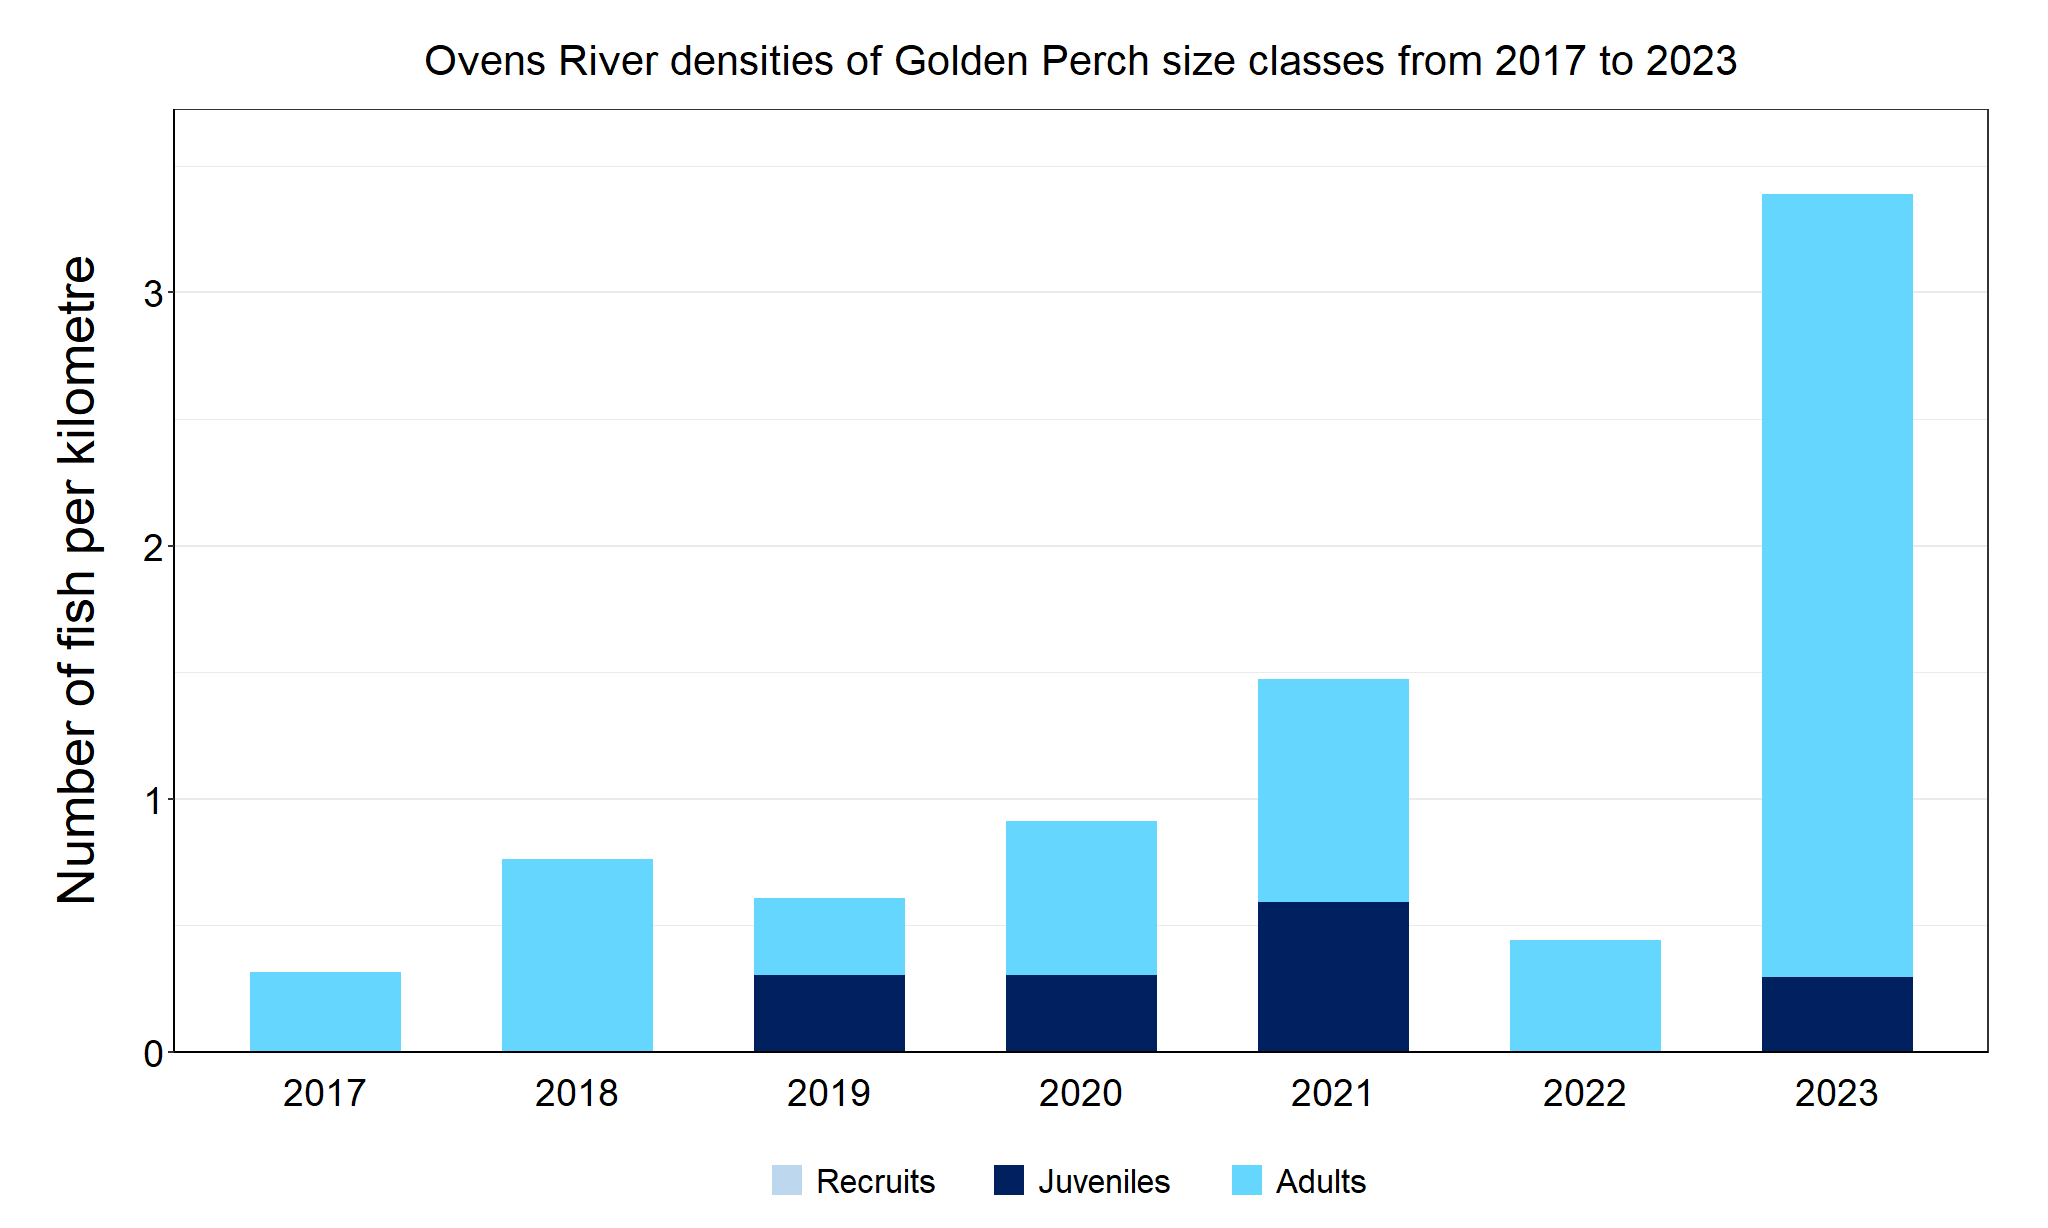 Ovens River densities of Golden Perch size classes from 2017 to 2023
Number of fish per kilometre
3
2
1
0
2017 2018 2019 2020 2021 2022 2023
Recruits Juveniles Adults